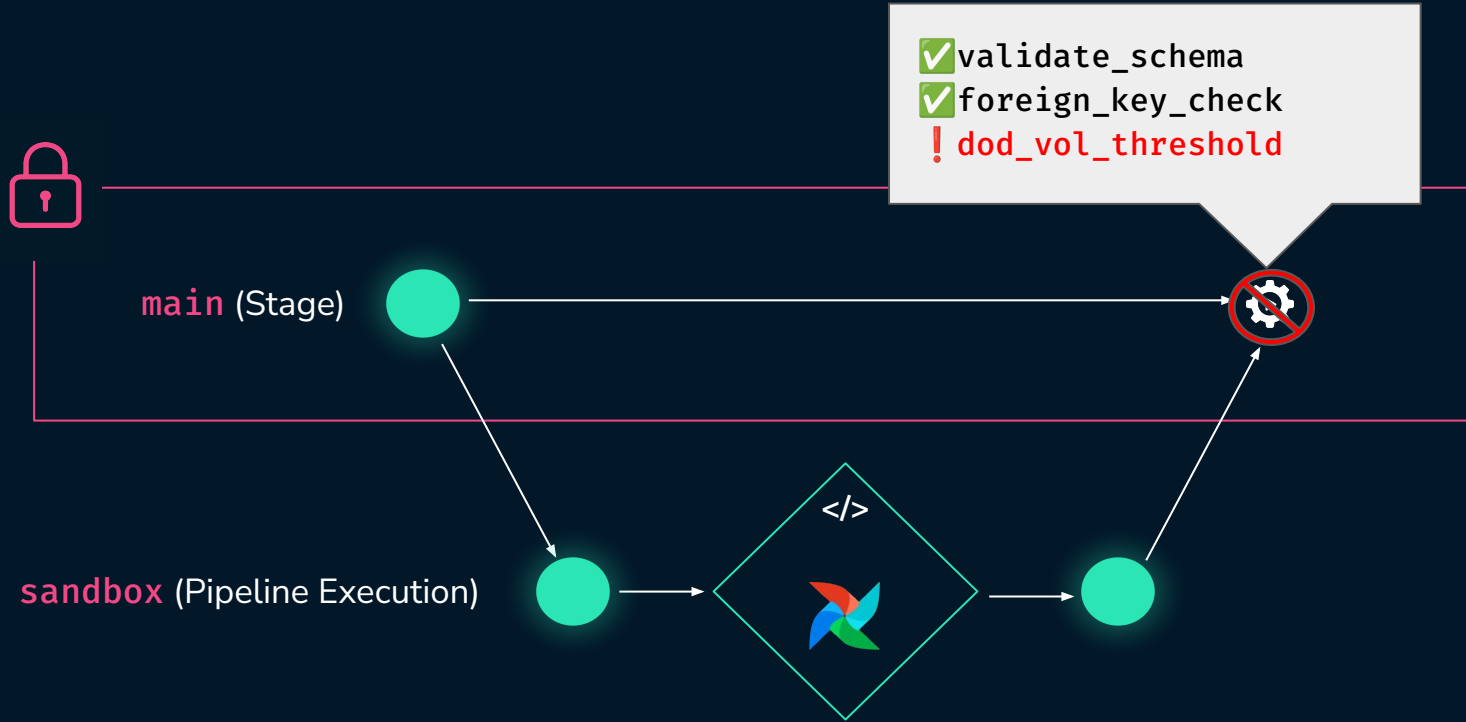 ✅validate_schema
✅foreign_key_check
❗dod_vol_threshold
main (Stage)
</>
sandbox (Pipeline Execution)